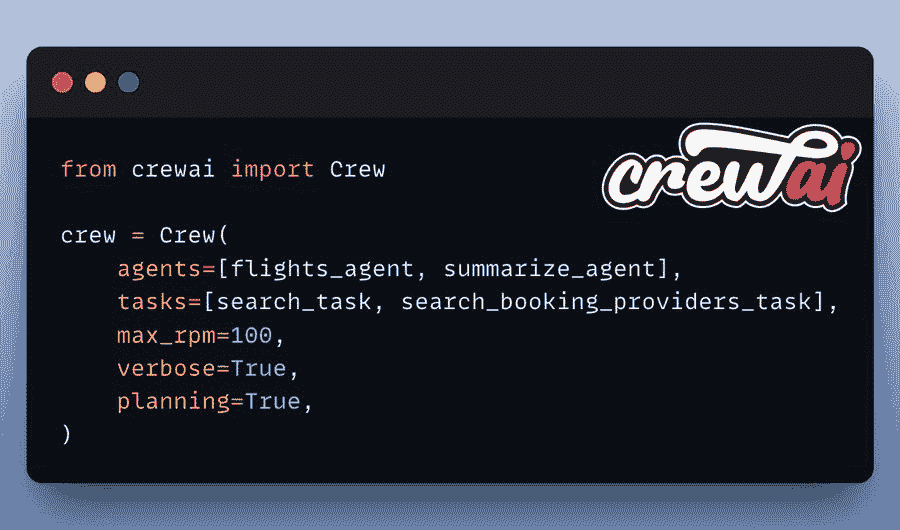 crewai
from crewai import Crew
crew = Crew(
    agents=[flights_agent, summarize_agent],
    tasks=[search_task, search_booking_providers_task],
    max_rpm=100,
    verbose=True,
    planning=True,
)